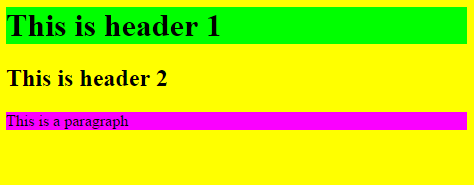 This is header 1
This is header 2
This is a paragraph